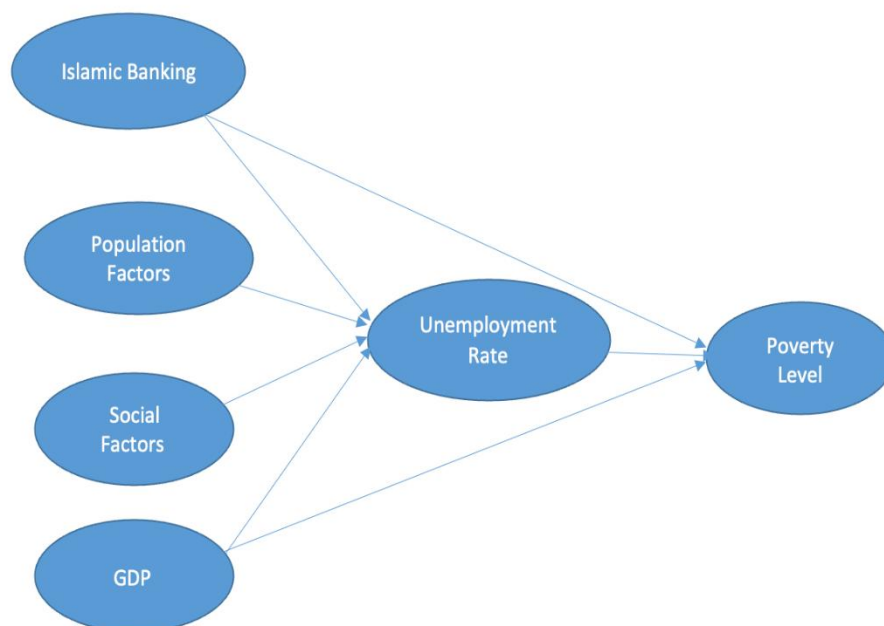 Islamic Banking
Population
Factors
Unemployment
Rate
Poverty
Level
Social
Factors
GDP